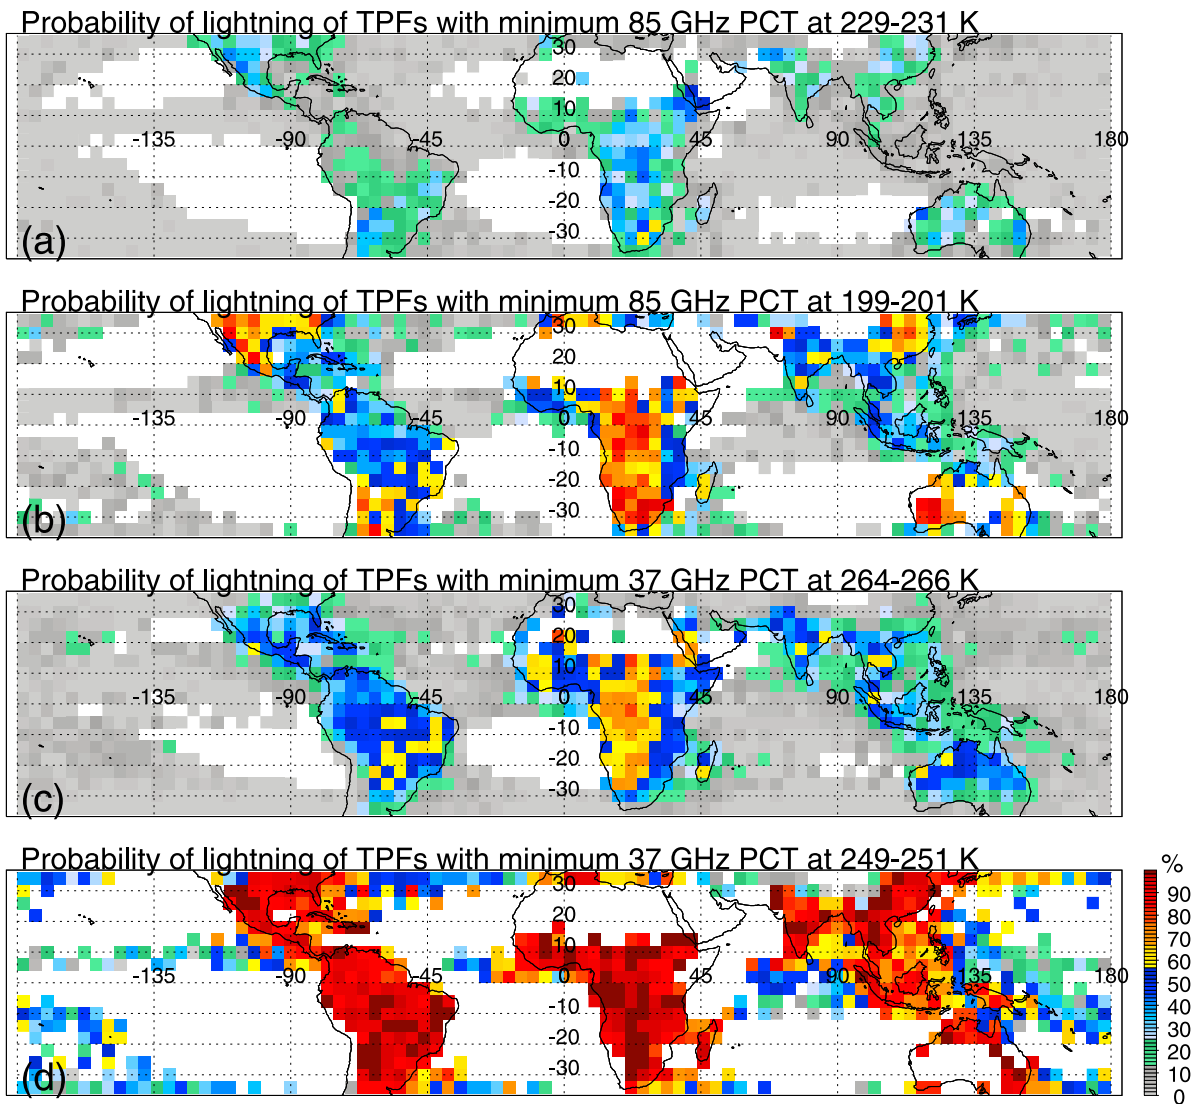 Probability of lightning of TPFs with minimum 85 GHz PCT at 229-231 K
30
20
10
-135 -90 -45 0 45 90 135 180
-10
-20
-30
(a)
Probability of lightning of TPFs with minimum 85 GHz PCT at 199-201 K
30
20
10
-135 -90 -45 0 45 90 135 180
-10
-20
-30
(b)
Probability of lightning of TPFs with minimum 37 GHz PCT at 264-266 K
30
20
10
-135 -90 -45 0 45 90 135 180
-10
-20
-30
(c)
Probability of lightning of TPFs with minimum 37 GHz PCT at 249-251 K
30
20
10
-135 -90 -45 0 45 90 135 180
-10
-20
-30
(d)
%
90
80
70
60
50
40
30
20
10
0